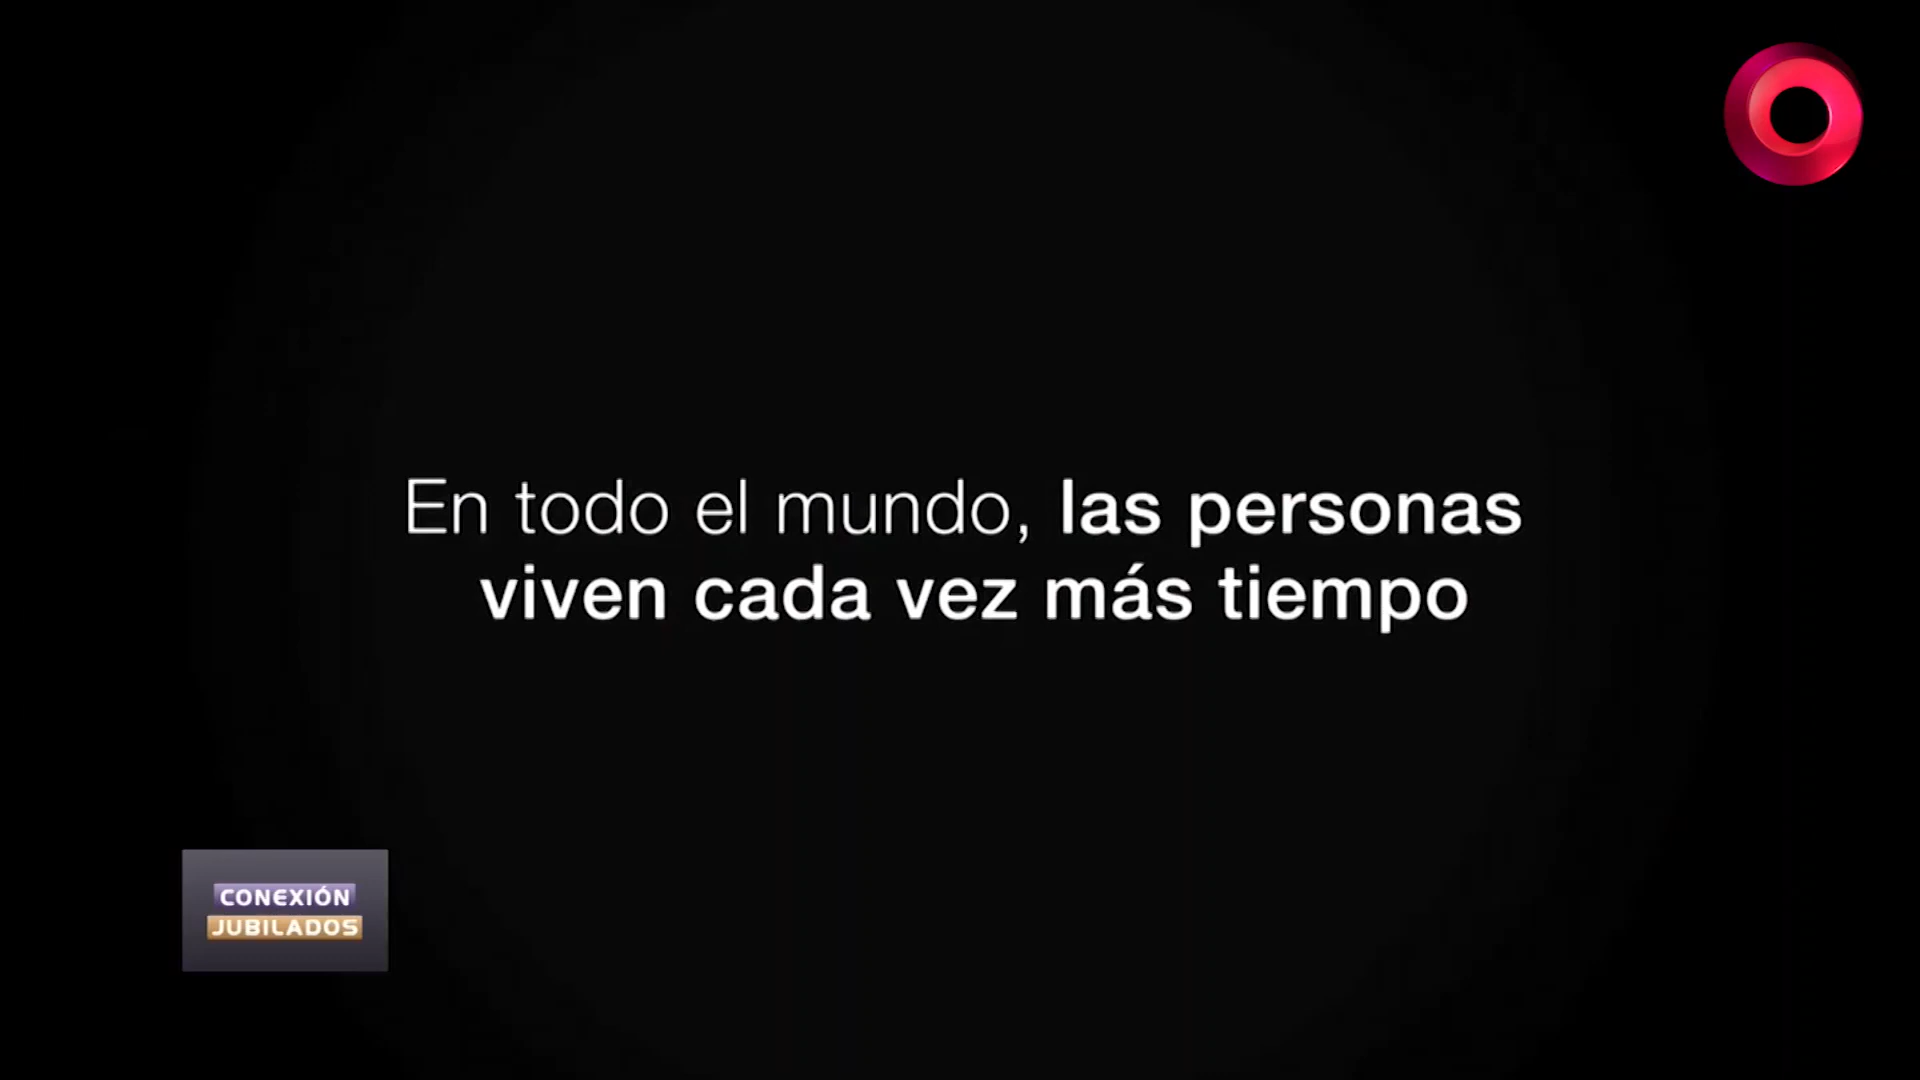 En todo el mundo, las personas
viven cada vez más tiempo
CONEXIÓN
JUBILADOS